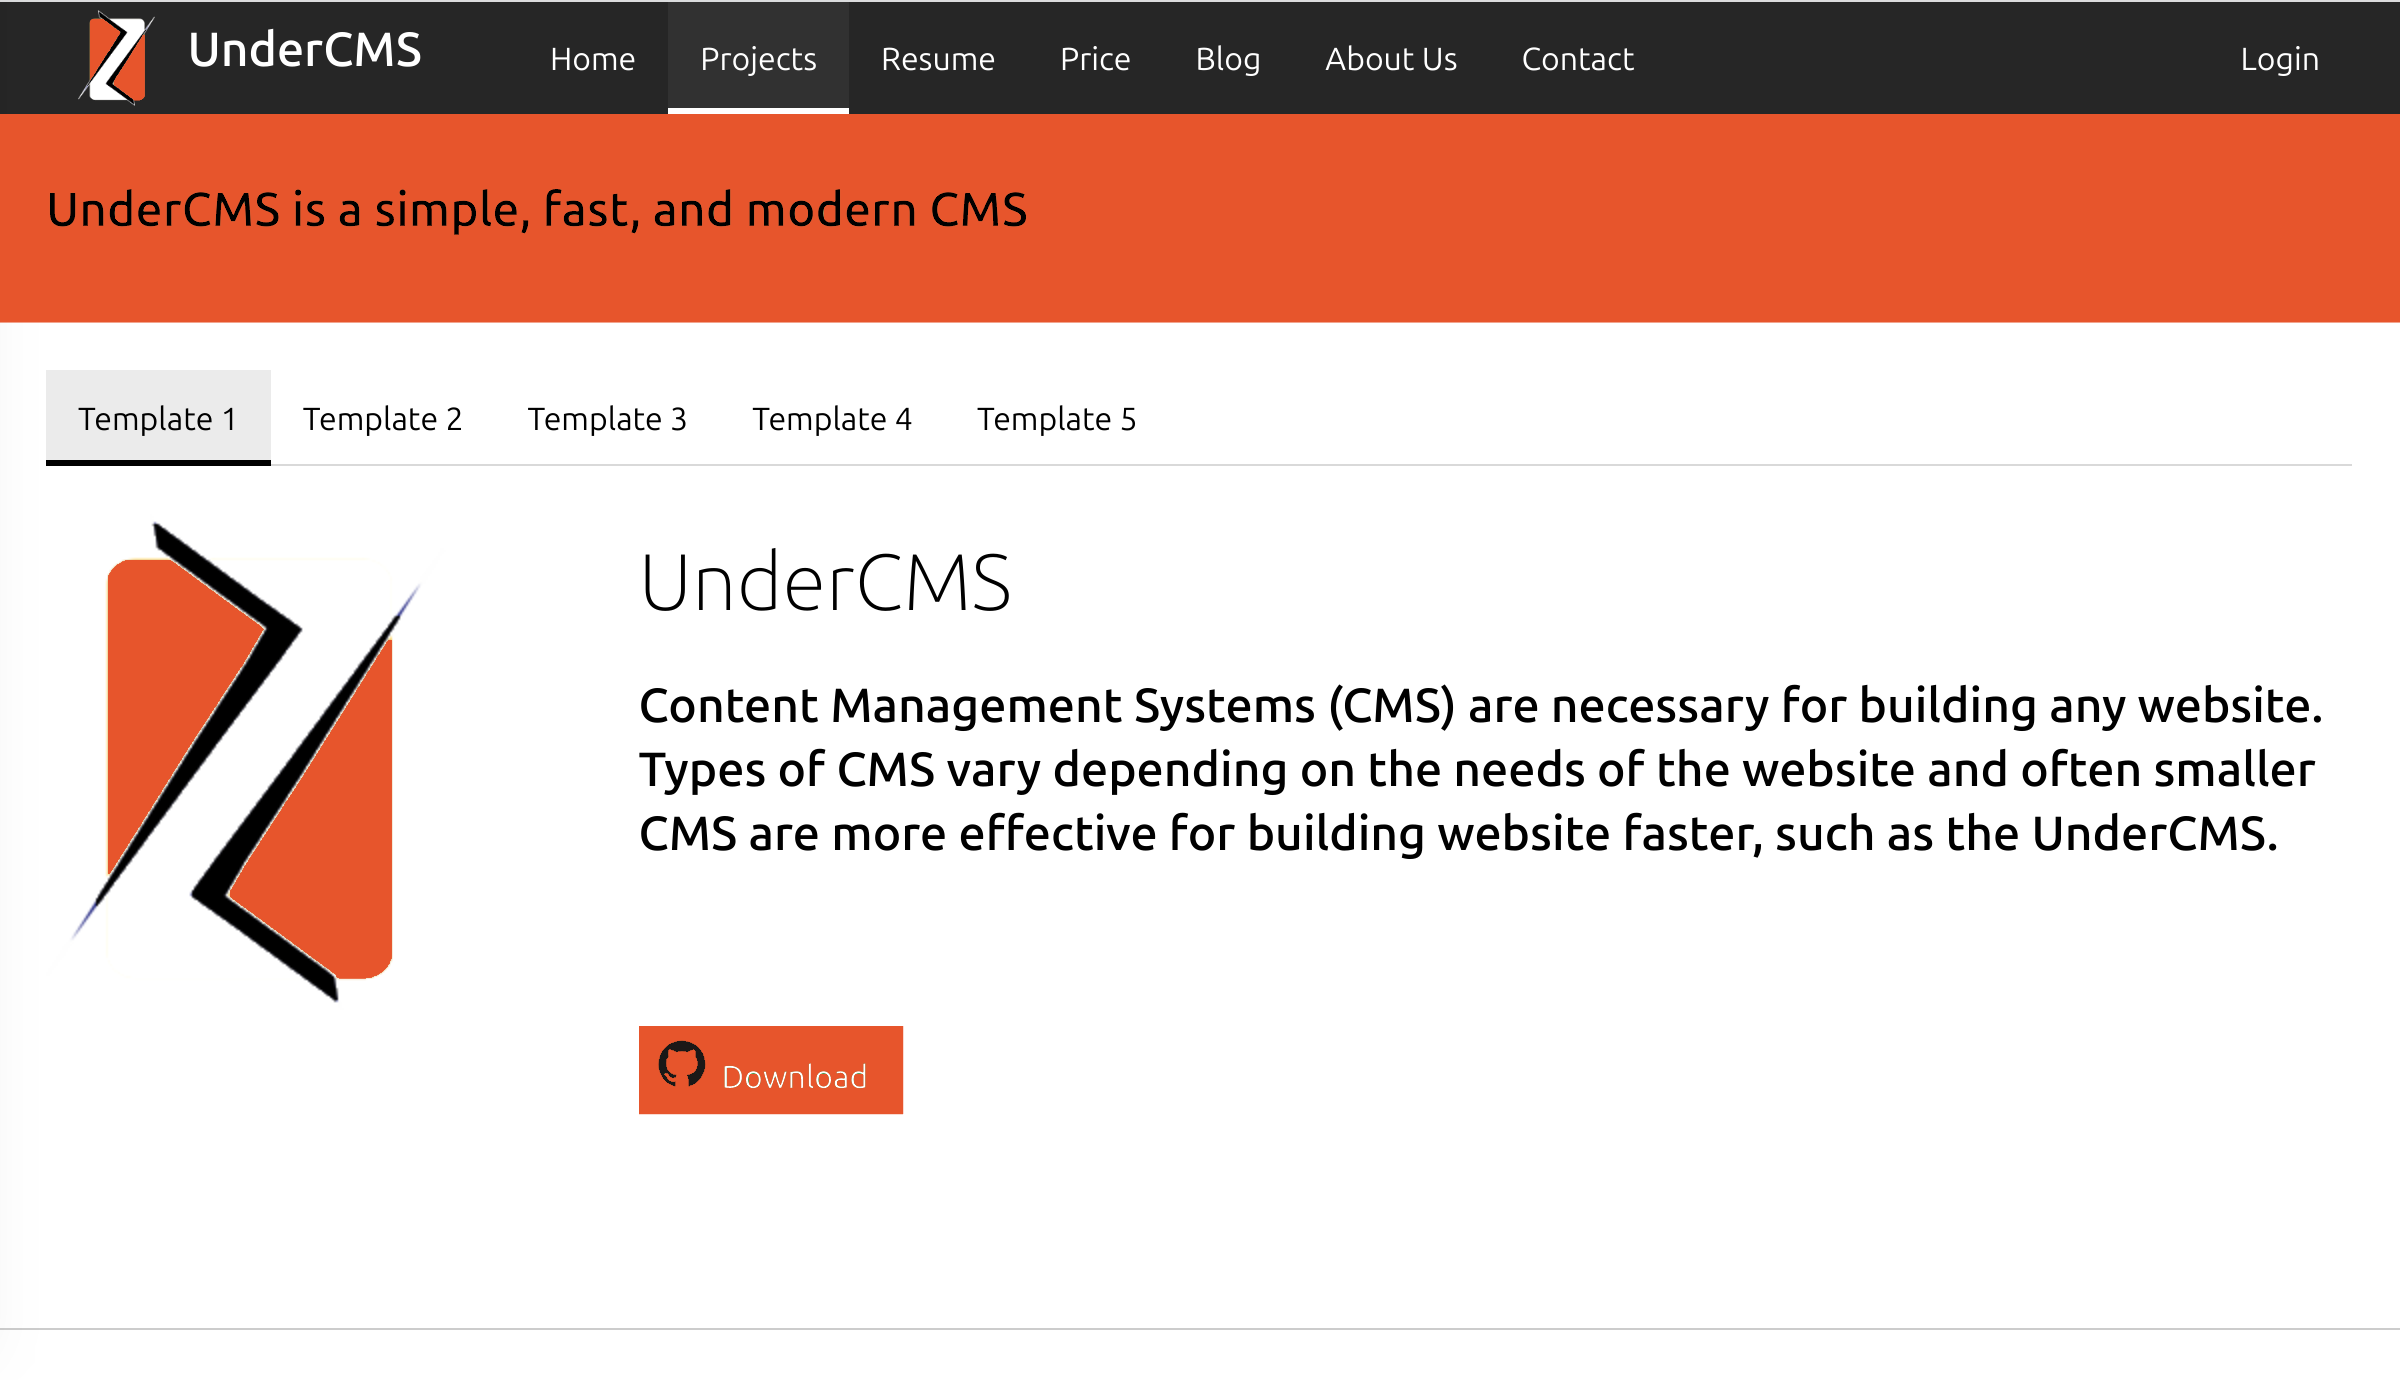 UnderCMS
Home Projects Resume Price Blog About Us Contact Login
UnderCMS is a simple, fast, and modern CMS
Template 1 Template 2 Template 3 Template 4 Template 5
UnderCMS
Content Management Systems (CMS) are necessary for building any website.
Types of CMS vary depending on the needs of the website and often smaller
CMS are more effective for building website faster, such as the UnderCMS.
Download